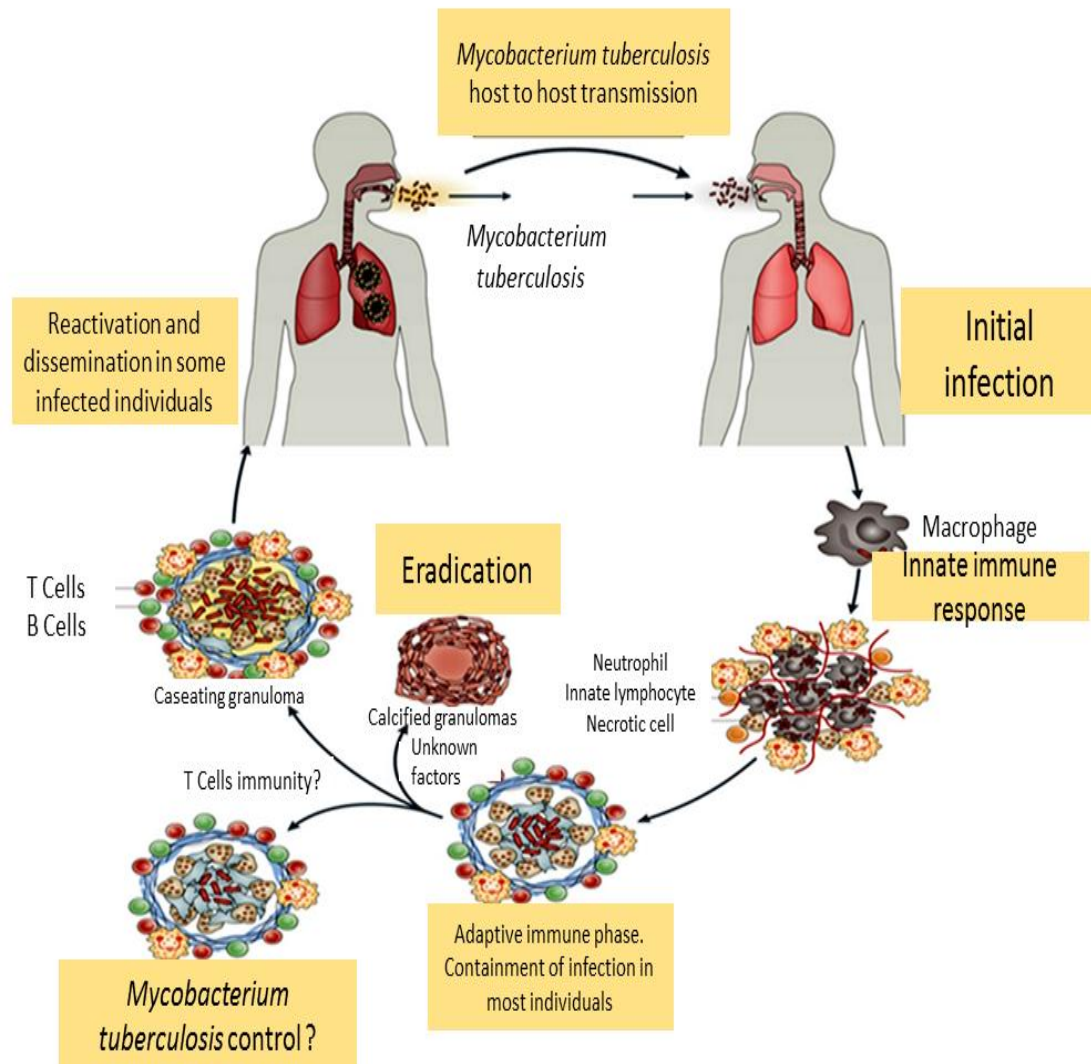 Mycobacterium tuberculosis
host to host transmission
Mycobacterium
tuberculosis
Reactivation and
dissemination in some
infected individuals
Initial
infection
Macrophage
Innate immune
response
T Cells
B Cells
Eradication
Neutrophil
Innate lymphocyte
Necrotic cell
Caseating granuloma
Calcified granulomas
Unknown
factors
T Cells immunity?
Adaptive immune phase.
Containment of infection in
most individuals
Mycobacterium
tuberculosis control ?